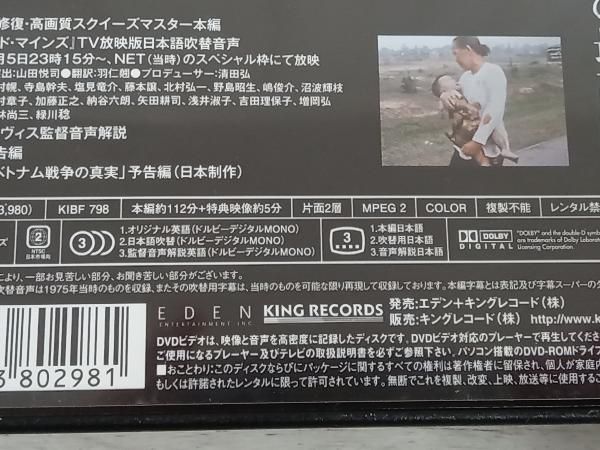 修復・高画質スクイーズマスター本編
ド・マインズ』TV放映版日本語吹替音声
月5日23時15分～、NET(当時)のスペシャル枠にて放映
出:山田悦司●翻訳:羽仁勉●プロデューサー:清田弘
村幌、寺島幹夫、塩見竜介、藤本譲、北村弘一、野島昭生、嶋俊介、沼波輝枝
村章子、加藤正之、納谷六朗、矢田耕司、浅井淑子、吉田理保子、増岡弘
林尚三、緑川稔
ヴィス監督音声解説
告編
ベトナム戦争の真実』予告編(日本制作)
3,980)
KIBF 798
本編約112分+特典映像約5分
片面2層
MPEG 2
COLOR
複製不能
レンタル禁
ズ
2
NTSC
日本市場向
3
1.オリジナル英語(ドルビーデジタルMONO)
2.日本語吹替(ドルビーデジタルMONO)
3.監督音声解説英語(ドルビーデジタルMONO)
3
1.本編日本語
2.吹替用日本語
3.音声解説日本語
DOLBY
DIGITAL
"DOLBY" and the double-D sym
are trademarks of Dolby Laborat
Licensing Corporation.
により、一部お見苦しい部分、お聞き苦しい部分がございます。
吹替音声は1975年当時のものを収録、また吹替用字幕は、当時のものを可能な限り再現して収録しております。本編字幕とは表記及び字幕スーパーのタ
EDEN
ENTERTAINMENT INC.
KING RECORDS
発売:エデン+キングレコード(株)
販売:キングレコード(株) http://www.k
3 802981
DVDビデオは、映像と音声を高密度に記録したディスクです。DVDビデオ対応のプレーヤーで再生してくださ
ご使用になるプレーヤー及びテレビの取扱説明書を必ずご参照下さい。パソコン搭載のDVD-ROMドライブ
■おことわり:このディスクならびにパッケージに関するすべての権利は著作権者に留保され、個人が家庭内
もしくは許諾されたレンタルに限って許可されています。無断でこれを複製、改変、上映、放送等に使用する